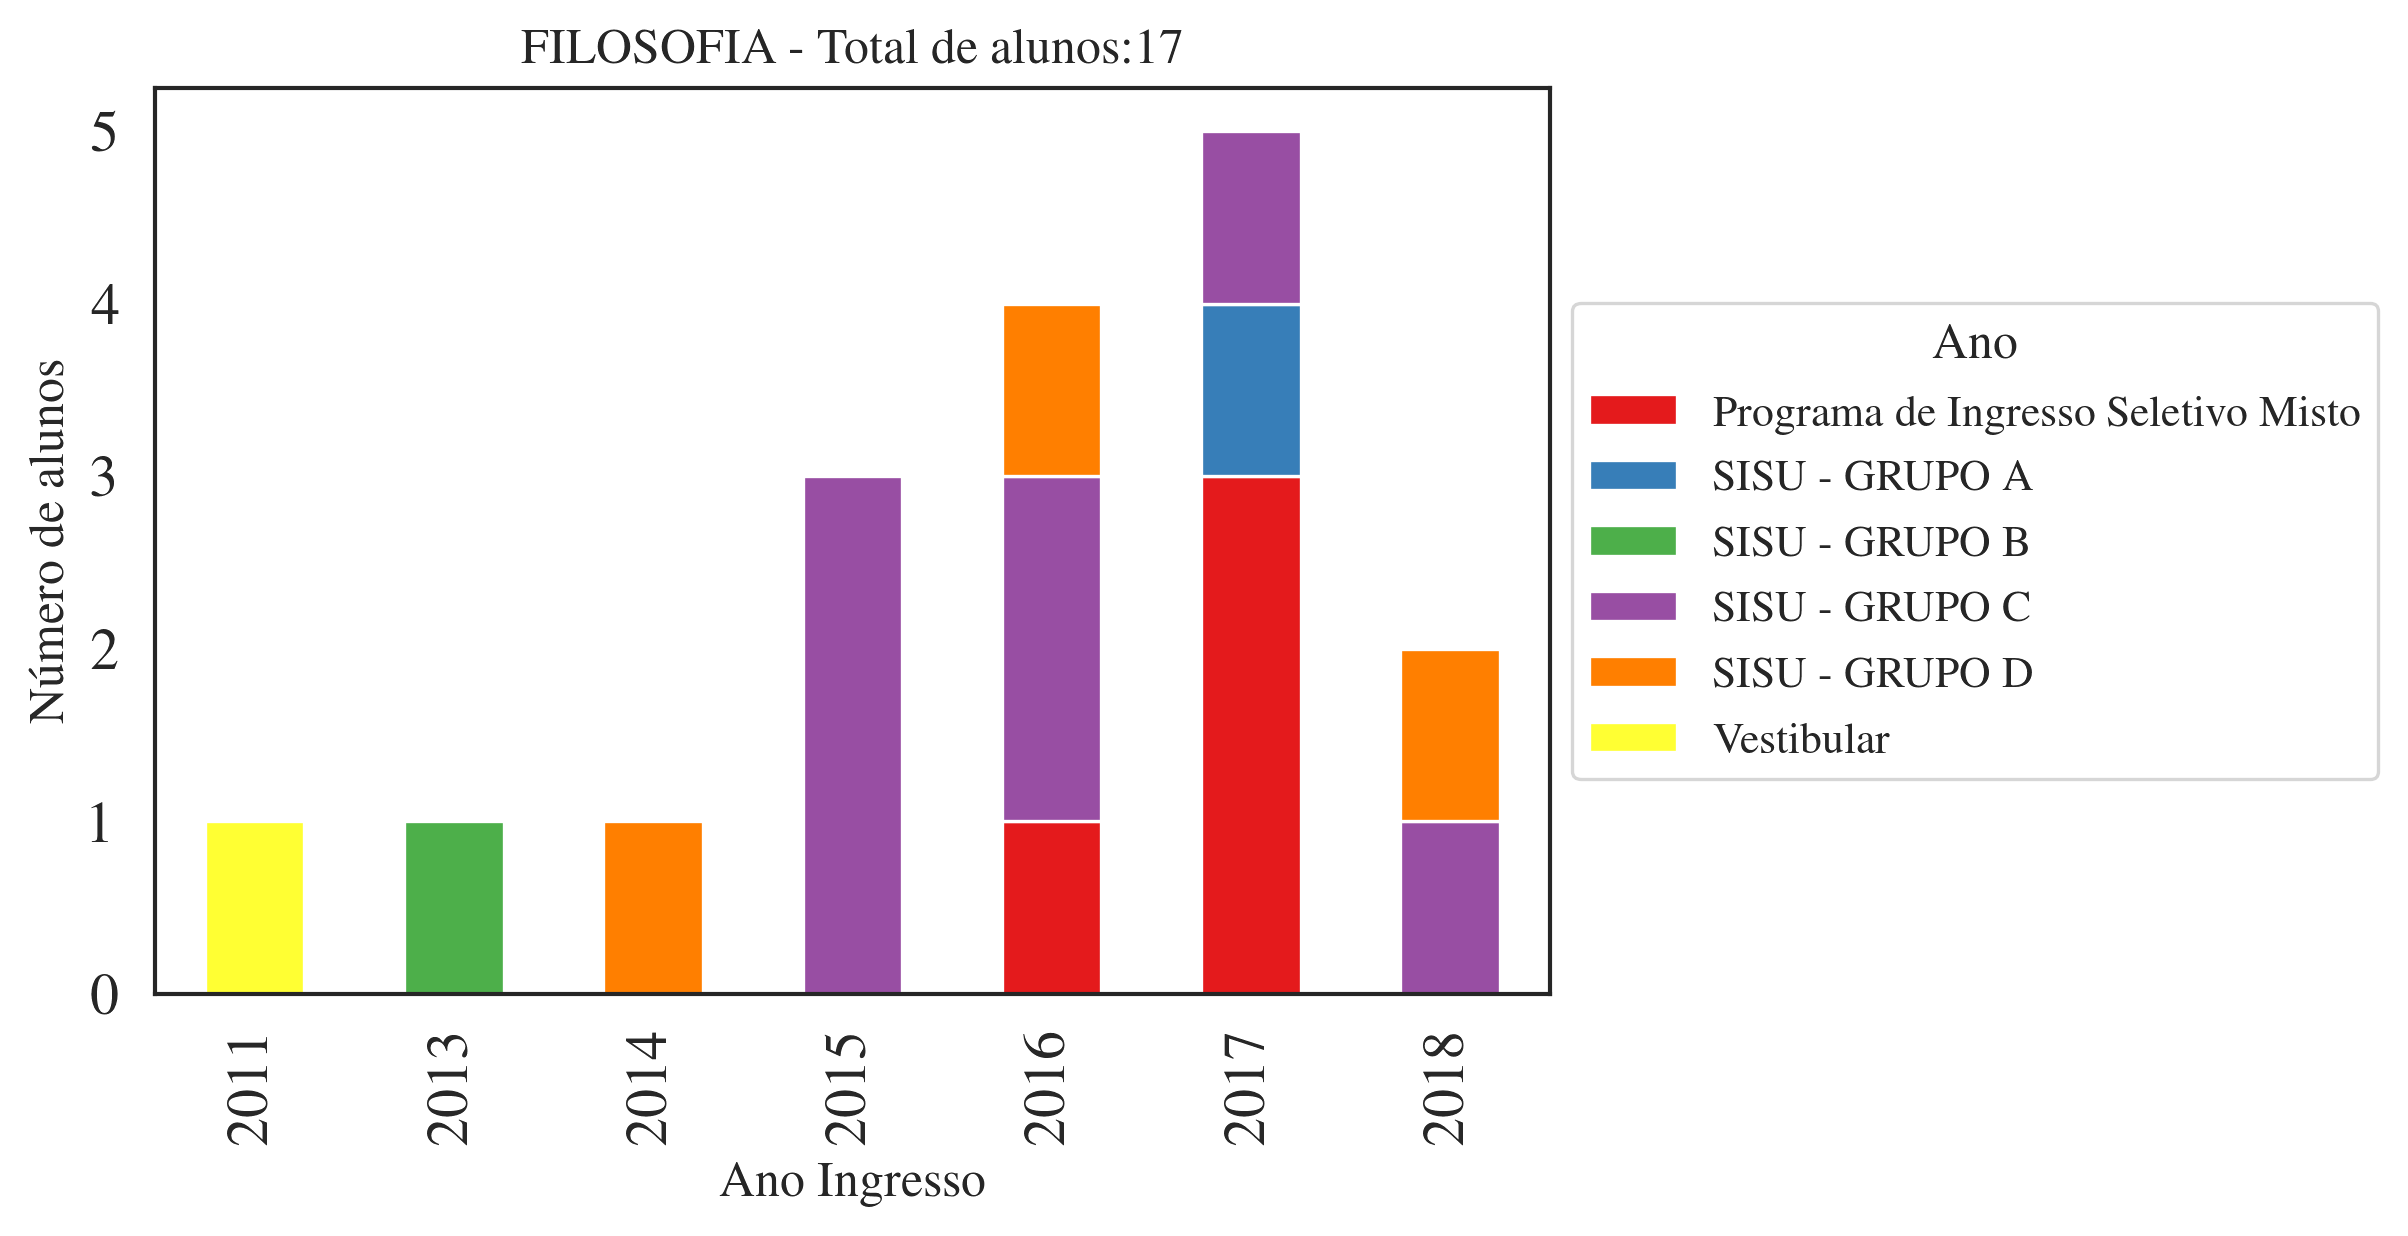 FILOSOFIA - Total de alunos:17
Número de alunos
5
4
3
2
1
0
2011
2013
2014
2015
2016
2017
2018
Ano Ingresso
Ano
Programa de Ingresso Seletivo Misto
SISU - GRUPO A
SISU - GRUPO B
SISU - GRUPO C
SISU - GRUPO D
Vestibular